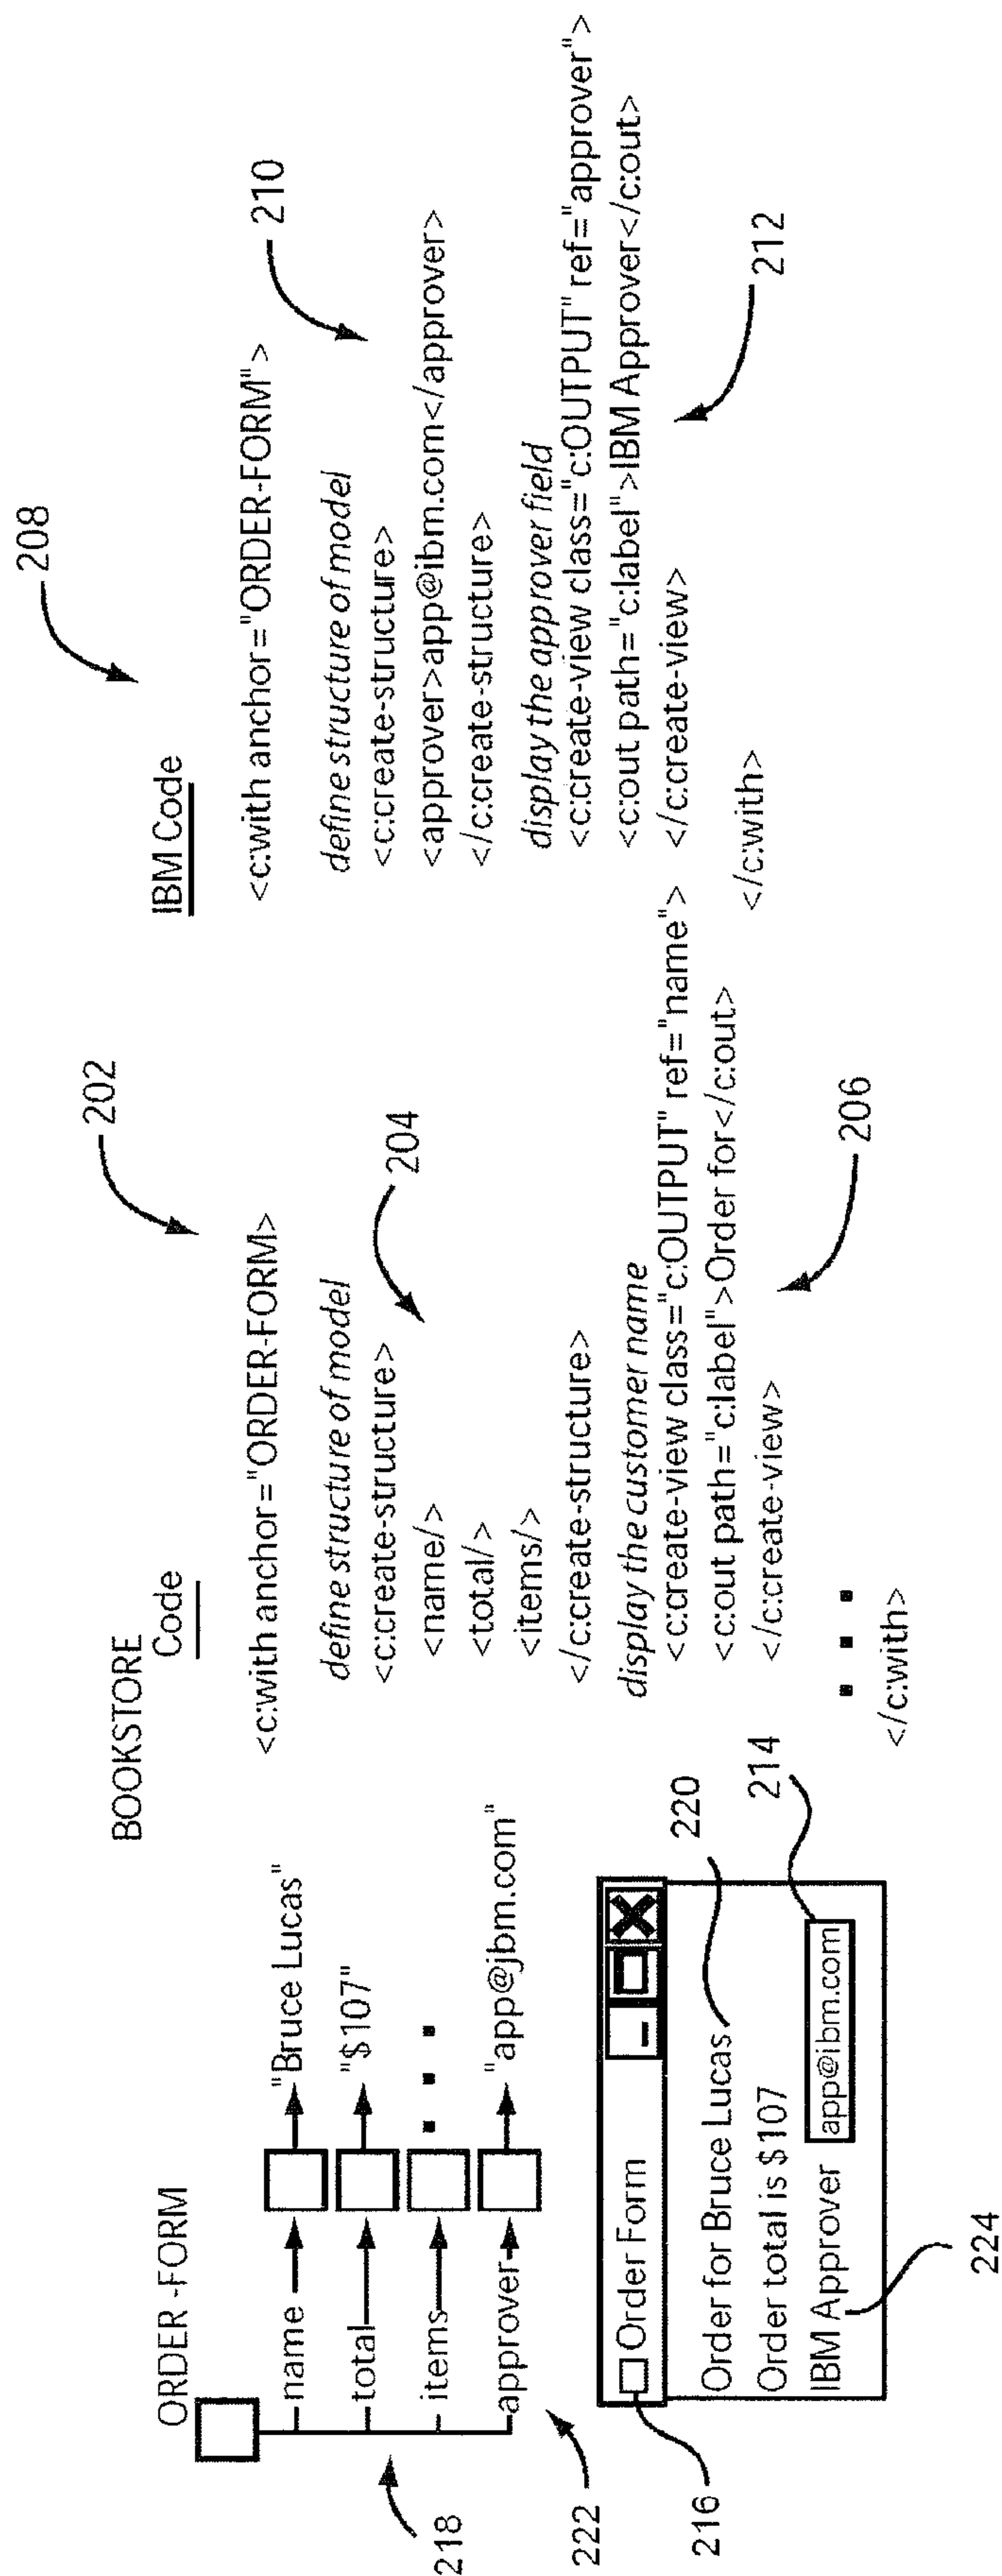 ORDER -FORM
name
"Bruce Lucas"
total
"$107"
items
. . .
approver
"app@jbm.com"
218
222
216
Order Form
Order for Bruce Lucas
220
Order total is $107
IBM Approver
app@ibm.com
214
224
BOOKSTORE
Code
202
<c:with anchor="ORDER-FORM>
define structure of model
204
<c:create-structure>
<name/>
<total/>
<items/>
</c:create-structure>
display the customer name
<c:create-view class="c:OUTPUT" ref="name">
<c:out path="c:label">Order for</c:out>
</c:create-view>
206
. . .
</c:with>
IBM Code
208
<c:with anchor="ORDER-FORM">
210
define structure of model
<c:create-structure>
<approver>app@ibm.com</approver>
</c:create-structure>
display the approver field
<c:create-view class="c:OUTPUT" ref="approver">
<c:out path="c:label">IBM Approver</c:out>
</c:create-view>
212
</c:with>